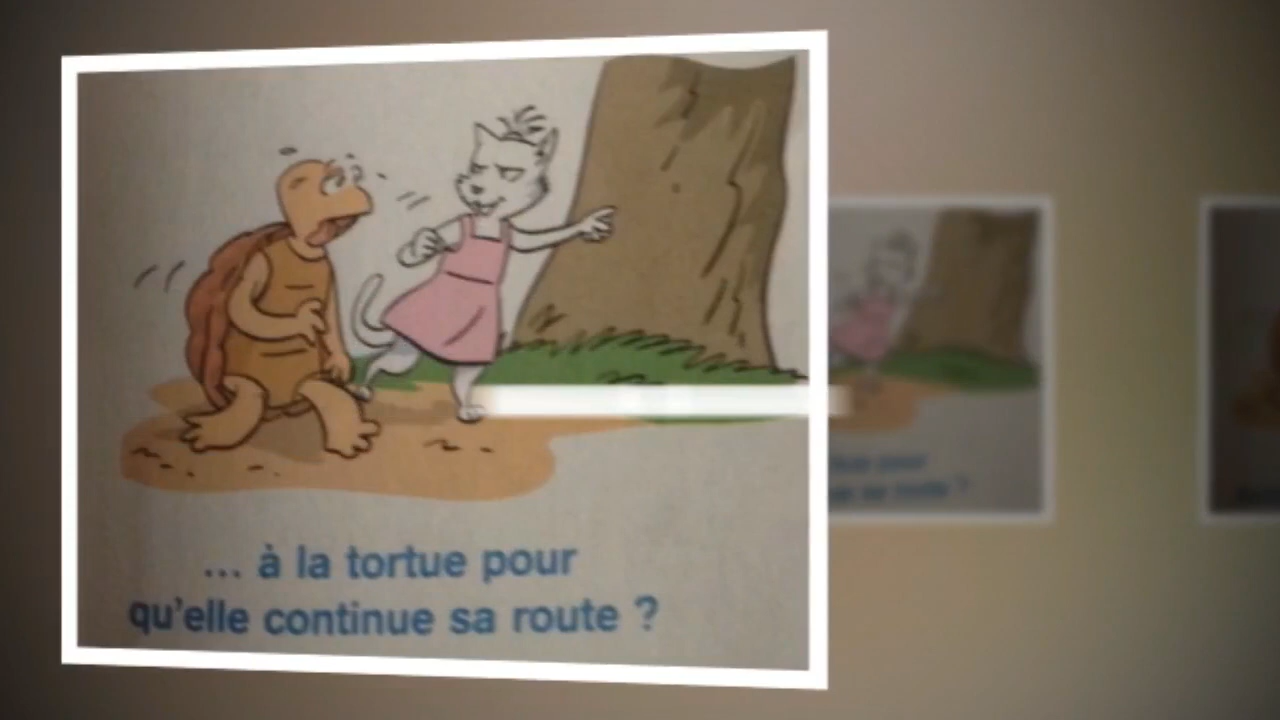 ... à la tortue pour
qu'elle continue sa route ?